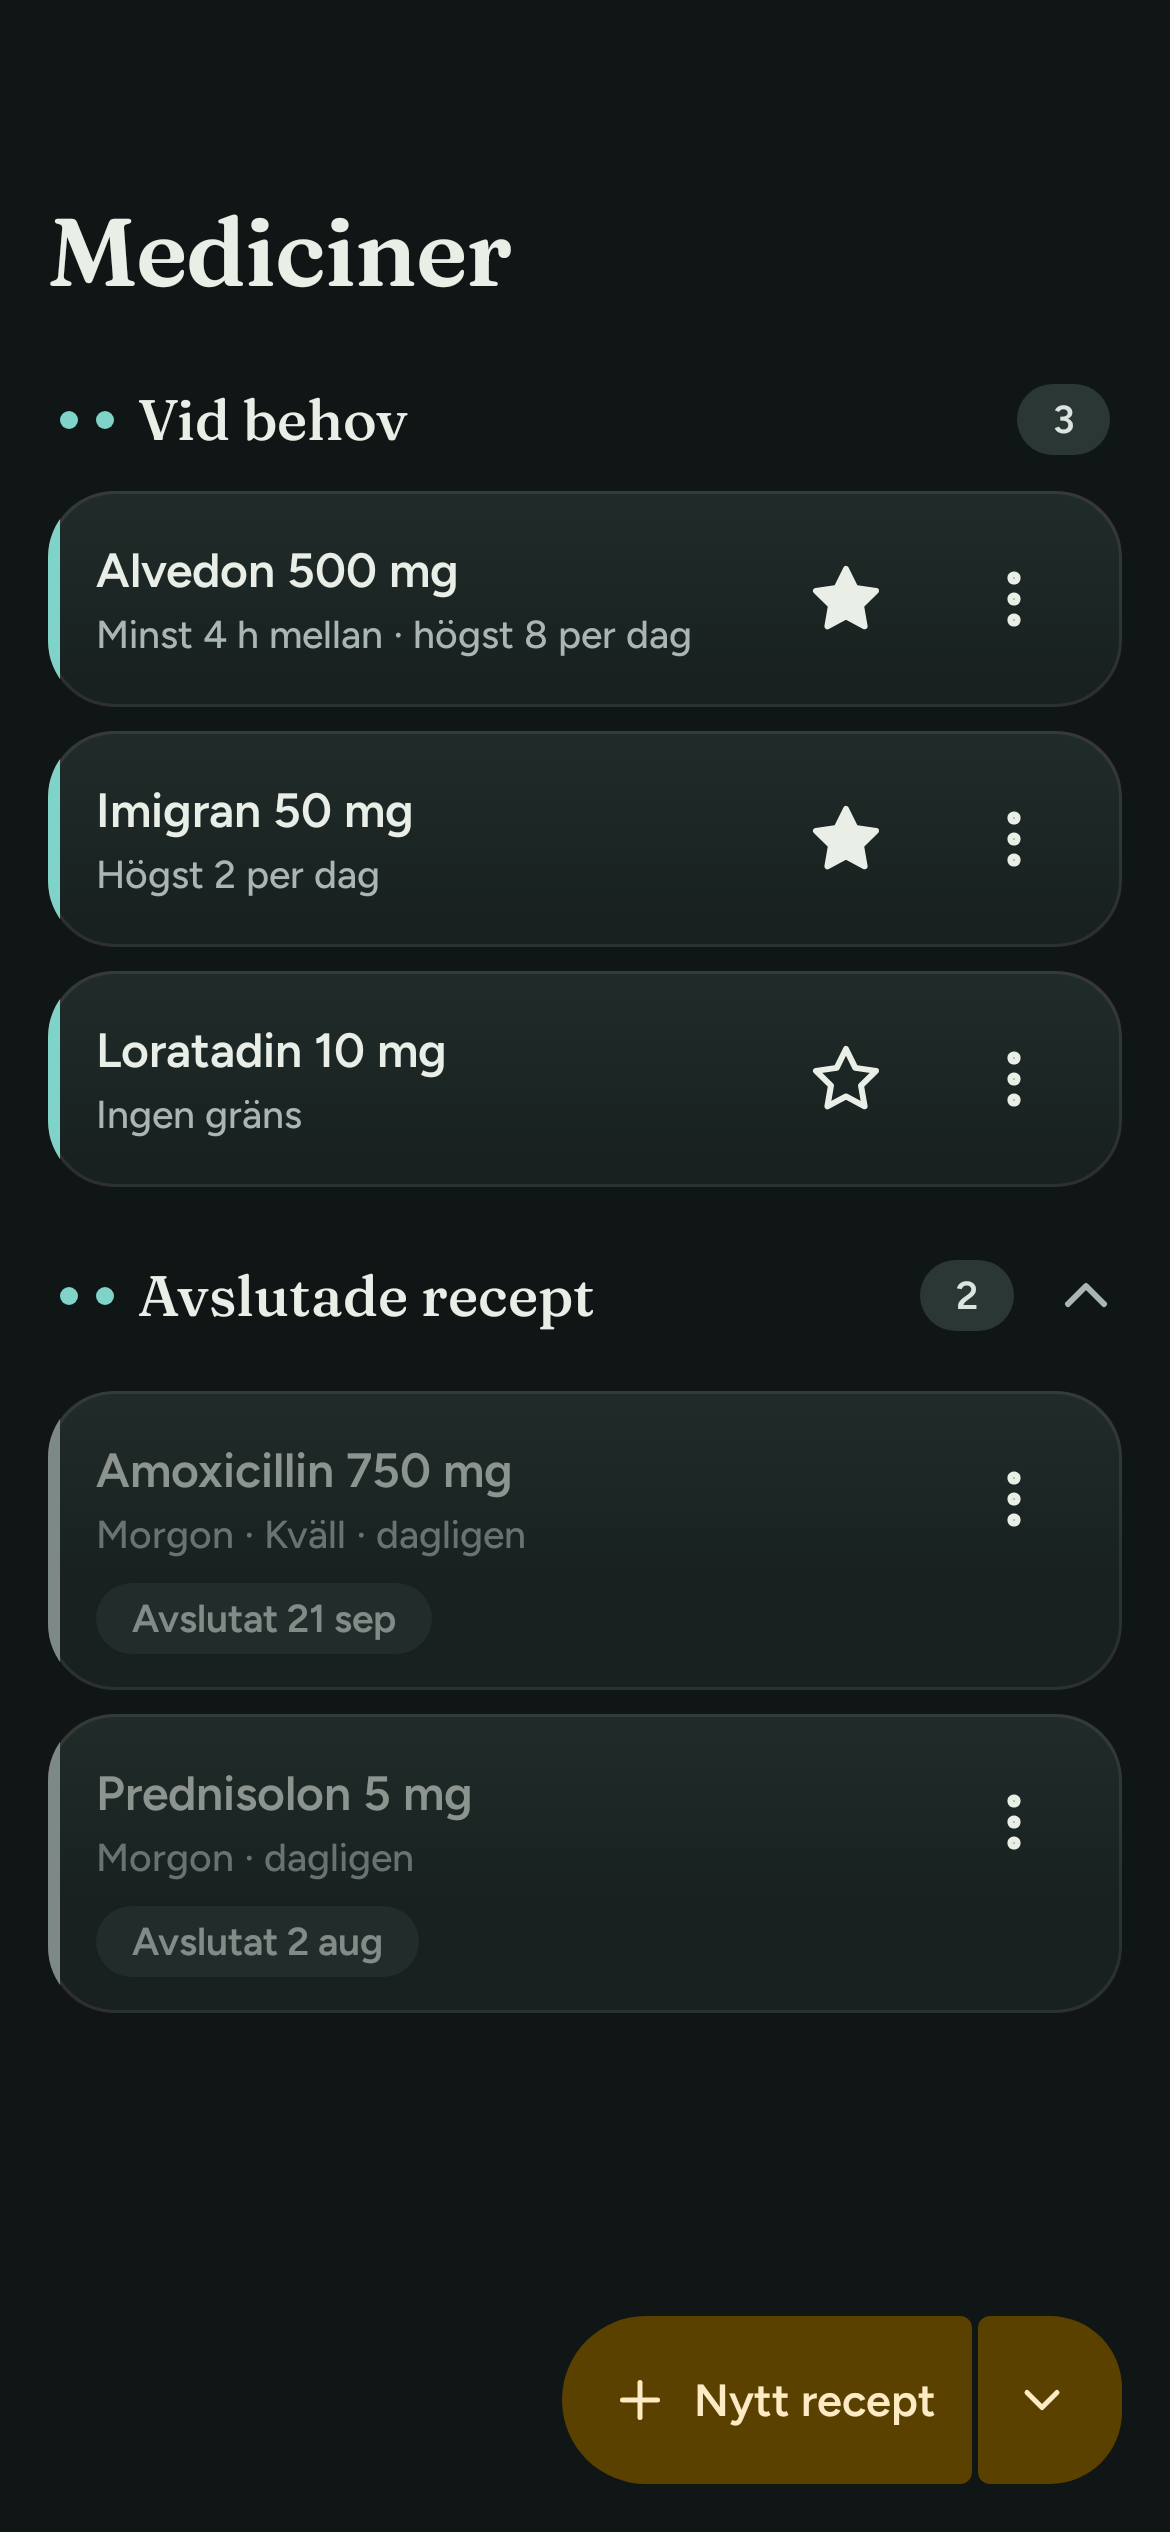 Mediciner
Vid behov
3
Alvedon 500 mg
Minst 4 h mellan · högst 8 per dag
Imigran 50 mg
Högst 2 per dag
Loratadin 10 mg
Ingen gräns
Avslutade recept
2
Amoxicillin 750 mg
Morgon · Kväll · dagligen
Avslutat 21 sep
Prednisolon 5 mg
Morgon · dagligen
Avslutat 2 aug
Nytt recept